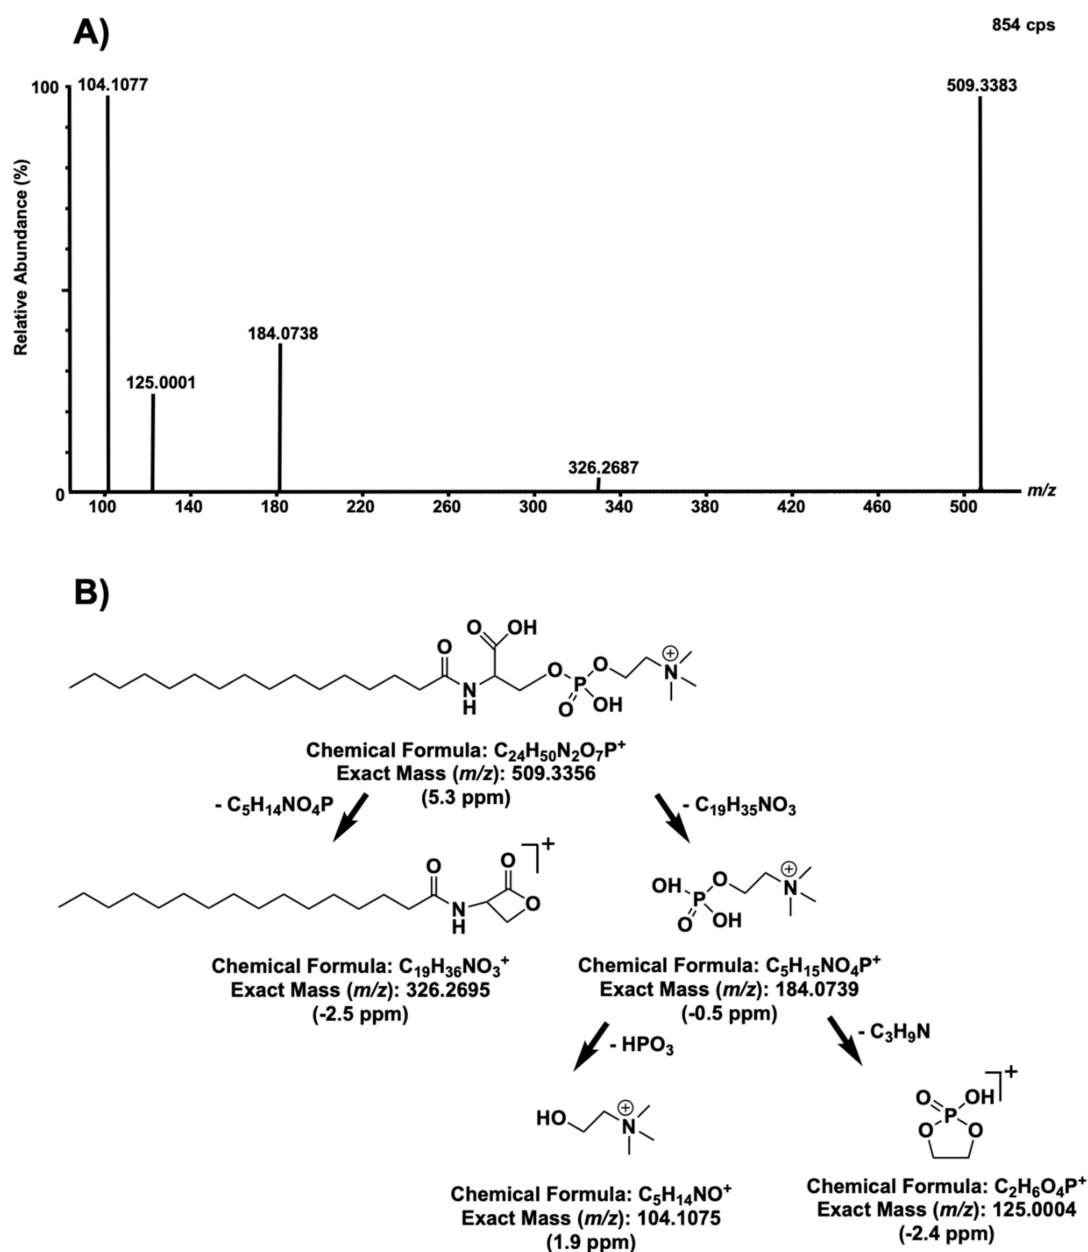 A)
854 cps
Relative Abundance (%)
100
0
104.1077
125.0001
184.0738
326.2687
509.3383
100 140 180 220 260 300 340 380 420 460 500
m/z
B)
O
OH
O
N
H
O
P
O
OH
O
N
⊕
Chemical Formula: C₂₄H₅₀N₂O₇P⁺
Exact Mass (m/z): 509.3356
(5.3 ppm)
- C₅H₁₄NO₄P
- C₁₉H₃₅NO₃
O
N
H
O
O
+
OH
P
O
OH
O
N
⊕
Chemical Formula: C₁₉H₃₆NO₃⁺
Exact Mass (m/z): 326.2695
(-2.5 ppm)
Chemical Formula: C₅H₁₅NO₄P⁺
Exact Mass (m/z): 184.0739
(-0.5 ppm)
- HPO₃
- C₃H₉N
HO
N
⊕
O
P
OH
O
O
+
Chemical Formula: C₅H₁₄NO⁺
Exact Mass (m/z): 104.1075
(1.9 ppm)
Chemical Formula: C₂H₆O₄P⁺
Exact Mass (m/z): 125.0004
(-2.4 ppm)